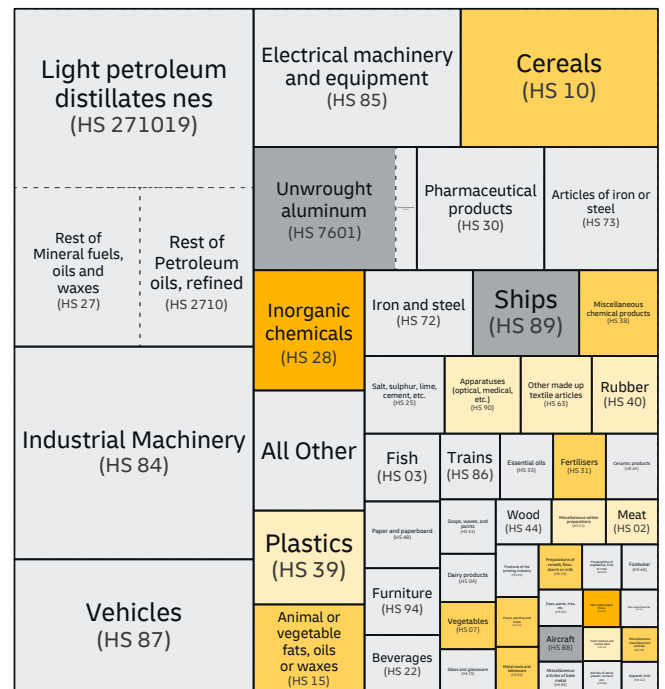 Light petroleum
distillates nes
(HS 271019)
Rest of
Mineral fuels,
oils and
waxes
(HS 27)
Rest of
Petroleum
oils, refined
(HS 2710)
Industrial Machinery
(HS 84)
Vehicles
(HS 87)
Electrical machinery
and equipment
(HS 85)
Cereals
(HS 10)
Unwrought
aluminum
(HS 7601)
Pharmaceutical
products
(HS 30)
Articles of iron or
steel
(HS 73)
Inorganic
chemicals
(HS 28)
All Other
Plastics
(HS 39)
Animal or
vegetable
fats, oils
or waxes
(HS 15)
Iron and steel
(HS 72)
Ships
(HS 89)
Miscellaneous
chemical products
(HS 38)
Salt, sulphur, lime,
cement, etc.
(HS 25)
Apparatuses
(optical, medical,
etc.)
(HS 90)
Other made up
textile articles
(HS 63)
Rubber
(HS 40)
Fish
(HS 03)
Trains
(HS 86)
Essential oils
(HS 33)
Fertilisers
(HS 31)
Ceramic products
(HS 69)
Paper and paperboard
(HS 48)
Soaps, waxes, and
paints
(HS 34)
Wood
(HS 44)
Miscellaneous edible
preparations
(HS 21)
Meat
(HS 02)
Furniture
(HS 94)
Dairy products
(HS 04)
Products of the
printing industry
(HS 49)
Preparations of
cereals, flour,
starch or milk
(HS 19)
Preparations of
vegetables, fruit,
or nuts
Footwear
(HS 64)
Vegetables
(HS 07)
Dyes, paints, inks,
etc.
Beverages
(HS 22)
Glass and glassware
(HS 70)
Metal tools and
tableware
Aircraft
(HS 88)
Miscellaneous
manufactured
articles
Miscellaneous
articles of base
metal
(HS 83)
Apparel, knit